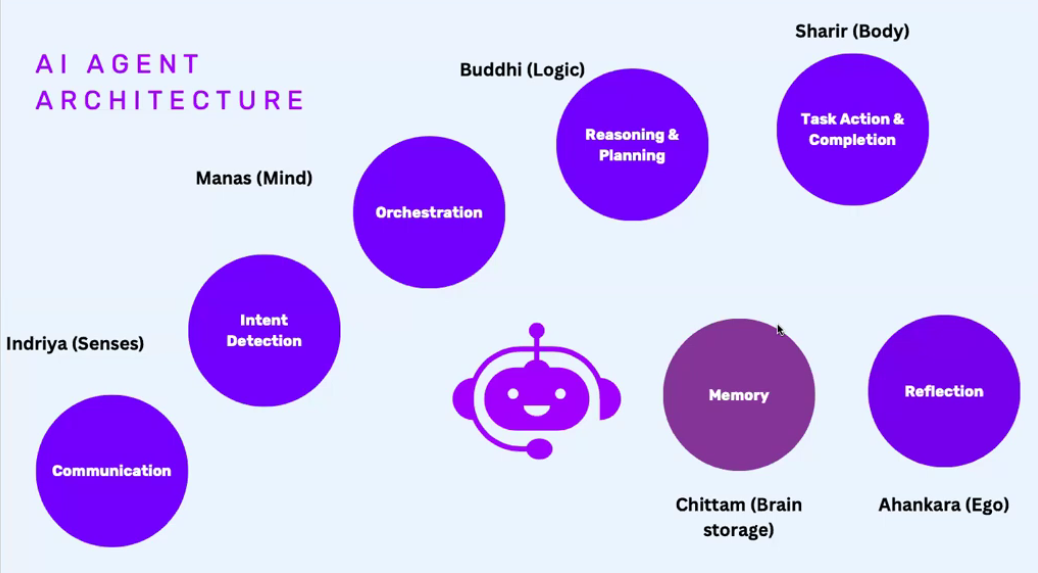 AI AGENT
ARCHITECTURE
Sharir (Body)
Buddhi (Logic)
Task Action &
Completion
Reasoning &
Planning
Manas (Mind)
Orchestration
Intent
Detection
Indriya (Senses)
Communication
Memory
Reflection
Chittam (Brain
storage)
Ahankara (Ego)